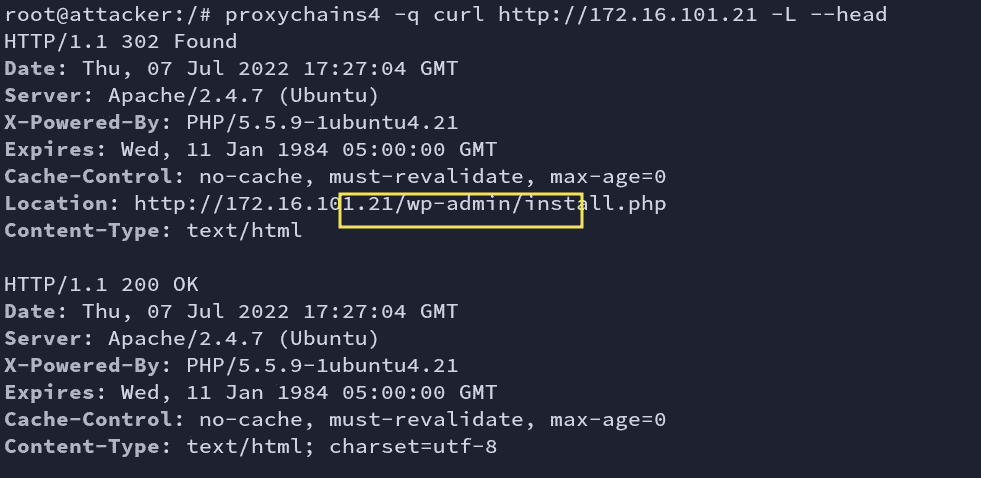 root@attacker:/# proxychains4 -q curl http://172.16.101.21 -L --head
HTTP/1.1 302 Found
Date: Thu, 07 Jul 2022 17:27:04 GMT
Server: Apache/2.4.7 (Ubuntu)
X-Powered-By: PHP/5.5.9-1ubuntu4.21
Expires: Wed, 11 Jan 1984 05:00:00 GMT
Cache-Control: no-cache, must-revalidate, max-age=0
Location: http://172.16.101.21/wp-admin/install.php
Content-Type: text/html

HTTP/1.1 200 OK
Date: Thu, 07 Jul 2022 17:27:04 GMT
Server: Apache/2.4.7 (Ubuntu)
X-Powered-By: PHP/5.5.9-1ubuntu4.21
Expires: Wed, 11 Jan 1984 05:00:00 GMT
Cache-Control: no-cache, must-revalidate, max-age=0
Content-Type: text/html; charset=utf-8